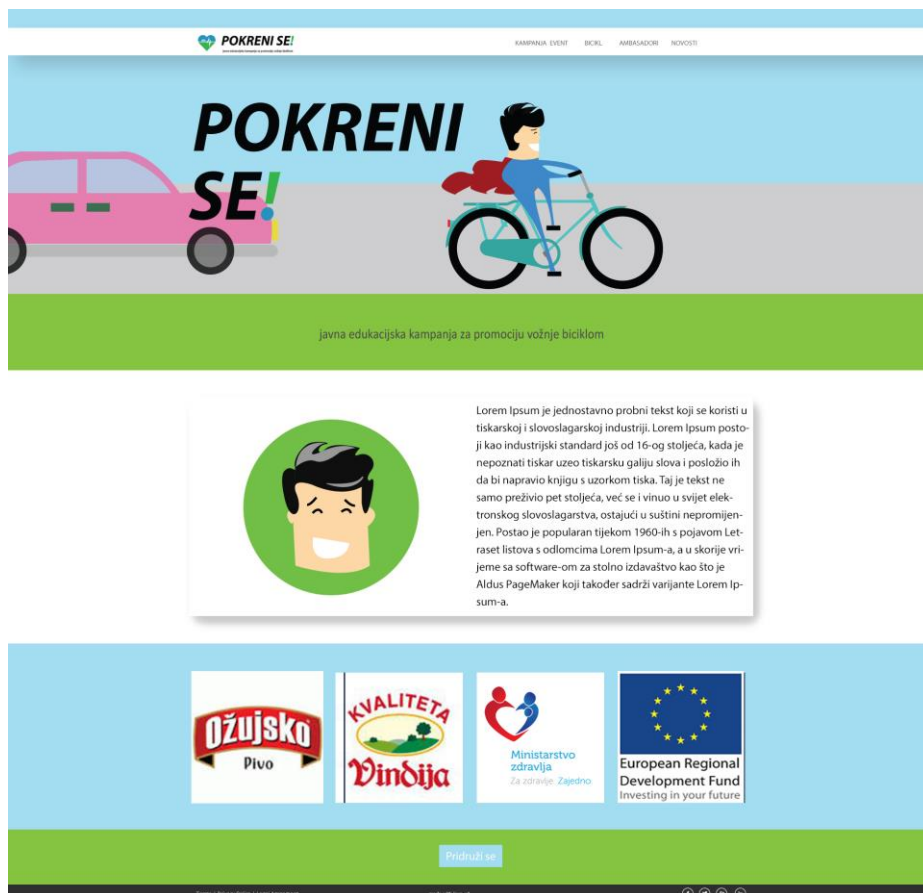 POKRENI SE!
KAMPANJA EVENT BICIKL AMBASADORI NOVOSTI
POKRENI
SE!
javna edukacijska kampanja za promociju vožnje biciklom
Lorem Ipsum je jednostavno probni tekst koji se koristi u
tiskarskoj i slovoslagarskoj industriji. Lorem Ipsum posto-
ji kao industrijski standard još od 16-og stoljeća, kada je
nepoznati tiskar uzeo tiskarsku galiju slova i posložio ih
da bi napravio knjigu s uzorkom tiska. Taj je tekst ne
samo preživio pet stoljeća, već se i vinuo u svijet elek-
tronskog slovoslagarstva, ostajući u suštini nepromijen-
jen. Postao je popularan tijekom 1960-ih s pojavom Let-
raset listova s odlomcima Lorem Ipsum-a, a u skorije vri-
jeme sa software-om za stolno izdavaštvo kao što je
Aldus PageMaker koji također sadrži varijante Lorem Ip-
sum-a.
Ožujsko
Pivo
KVALITETA
Vindija
Ministarstvo
zdravlja
Za zdravlje. Zajedno
European Regional
Development Fund
Investing in your future
Pridruži se